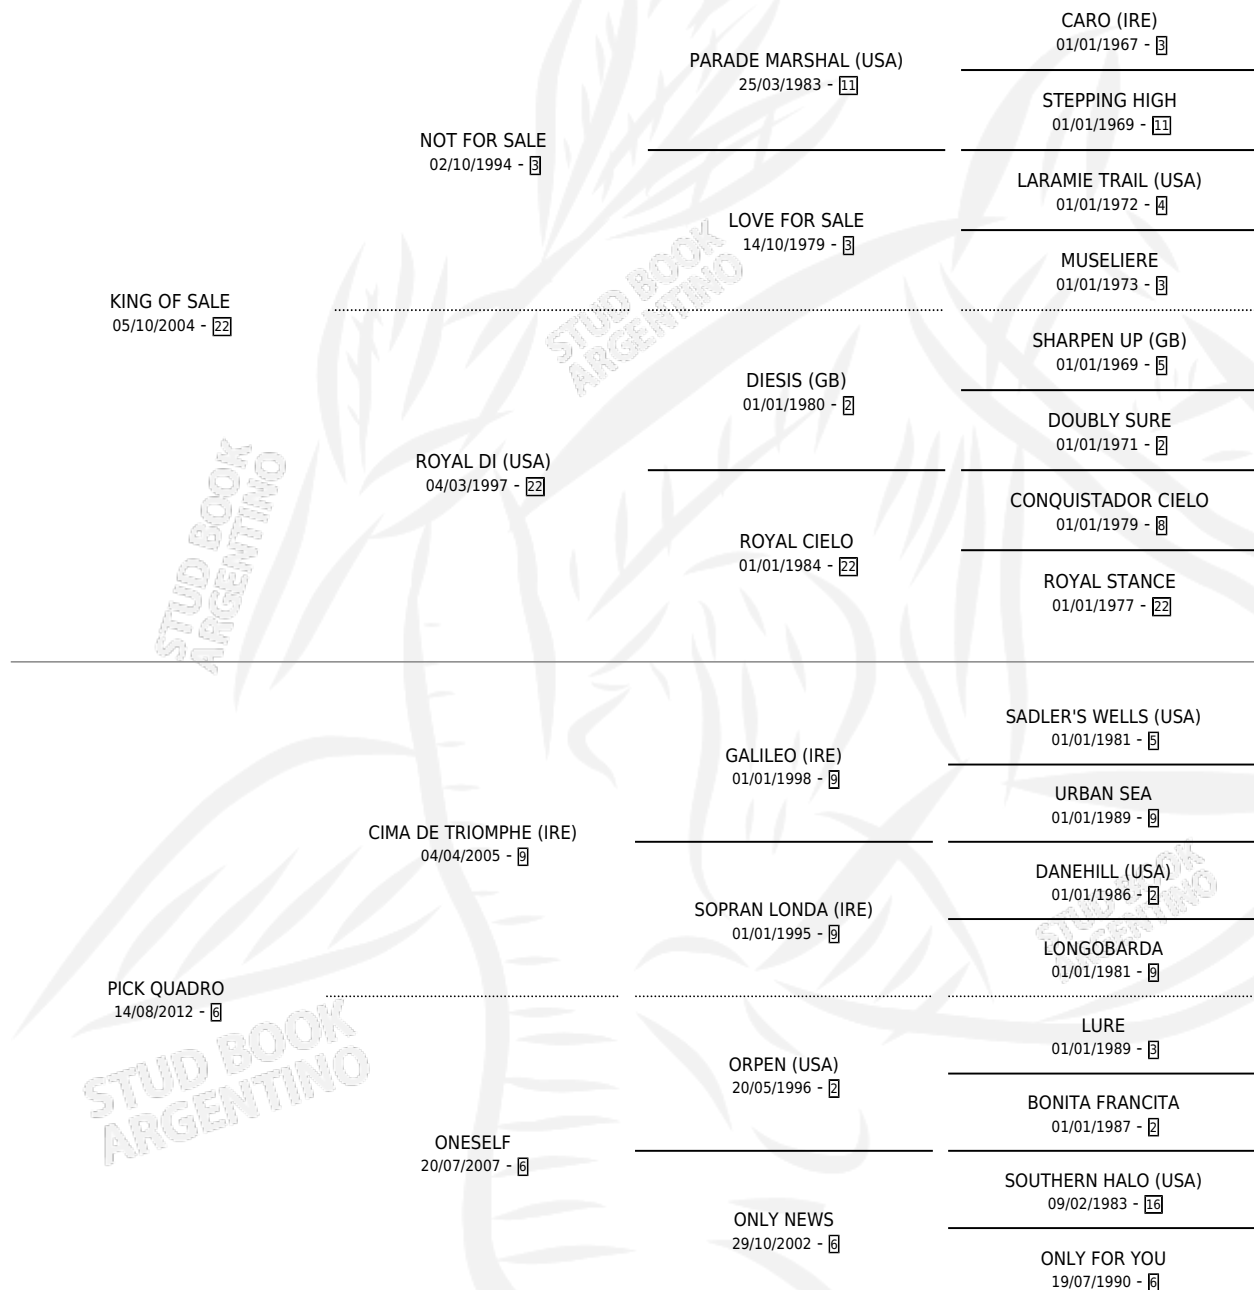 CARO (IRE)
01/01/1967 - 3
PARADE MARSHAL (USA)
25/03/1983 - 11
STEPPING HIGH
01/01/1969 - 11
NOT FOR SALE
02/10/1994 - 3
LARAMIE TRAIL (USA)
01/01/1972 - 4
LOVE FOR SALE
14/10/1979 - 3
MUSELIERE
01/01/1973 - 3
KING OF SALE
05/10/2004 - 22
SHARPEN UP (GB)
01/01/1969 - 5
DIESIS (GB)
01/01/1980 - 2
DOUBLY SURE
01/01/1971 - 2
ROYAL DI (USA)
04/03/1997 - 22
CONQUISTADOR CIELO
01/01/1979 - 8
ROYAL CIELO
01/01/1984 - 22
ROYAL STANCE
01/01/1977 - 22
STUD BOOK
ARGENTINO
STUD BOOK
ARGENTINO
SADLER'S WELLS (USA)
01/01/1981 - 5
GALILEO (IRE)
01/01/1998 - 9
URBAN SEA
01/01/1989 - 9
CIMA DE TRIOMPHE (IRE)
04/04/2005 - 9
DANEHILL (USA)
01/01/1986 - 2
SOPRAN LONDA (IRE)
01/01/1995 - 9
LONGOBARDA
01/01/1981 - 9
STUD BOOK
ARGENTINO
PICK QUADRO
14/08/2012 - 6
LURE
01/01/1989 - 3
ORPEN (USA)
20/05/1996 - 2
BONITA FRANCITA
01/01/1987 - 2
ONESELF
20/07/2007 - 6
SOUTHERN HALO (USA)
09/02/1983 - 16
ONLY NEWS
29/10/2002 - 6
ONLY FOR YOU
19/07/1990 - 6
STUD BOOK
ARGENTINO